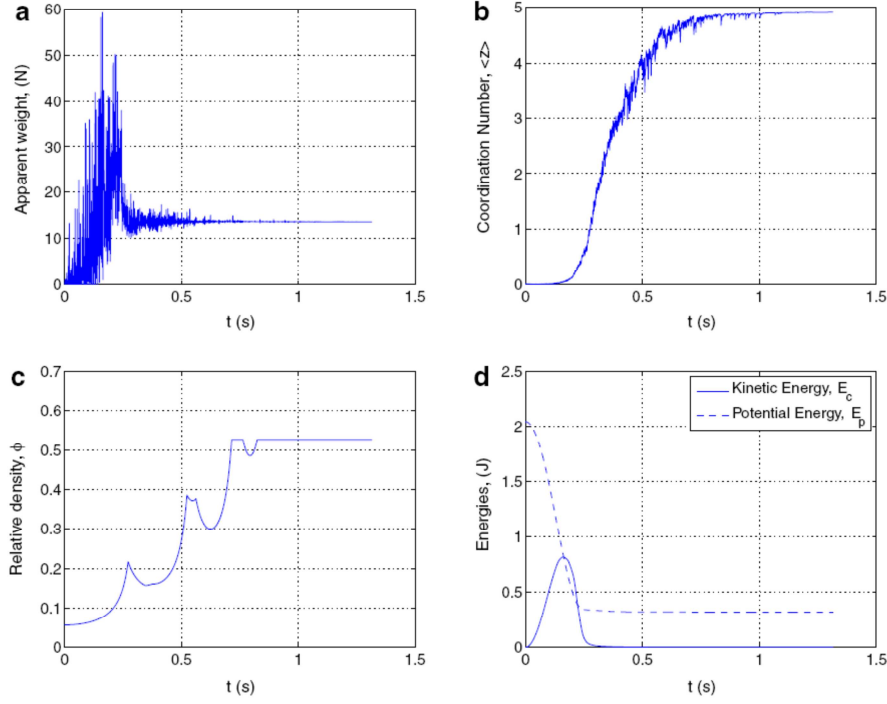 a
60
50
40
30
20
10
0
Apparent weight, (N)
0 0.5 1 1.5
t (s)
b
5
4
3
2
1
0
Coordination Number, <Z>
0 0.5 1 1.5
t (s)
c
0.7
0.6
0.5
0.4
0.3
0.2
0.1
0
Relative density, ϕ
0 0.5 1 1.5
t (s)
d
2.5
2
1.5
1
0.5
0
Energies, (J)
Kinetic Energy, E_c
Potential Energy, E_p
0 0.5 1 1.5
t (s)